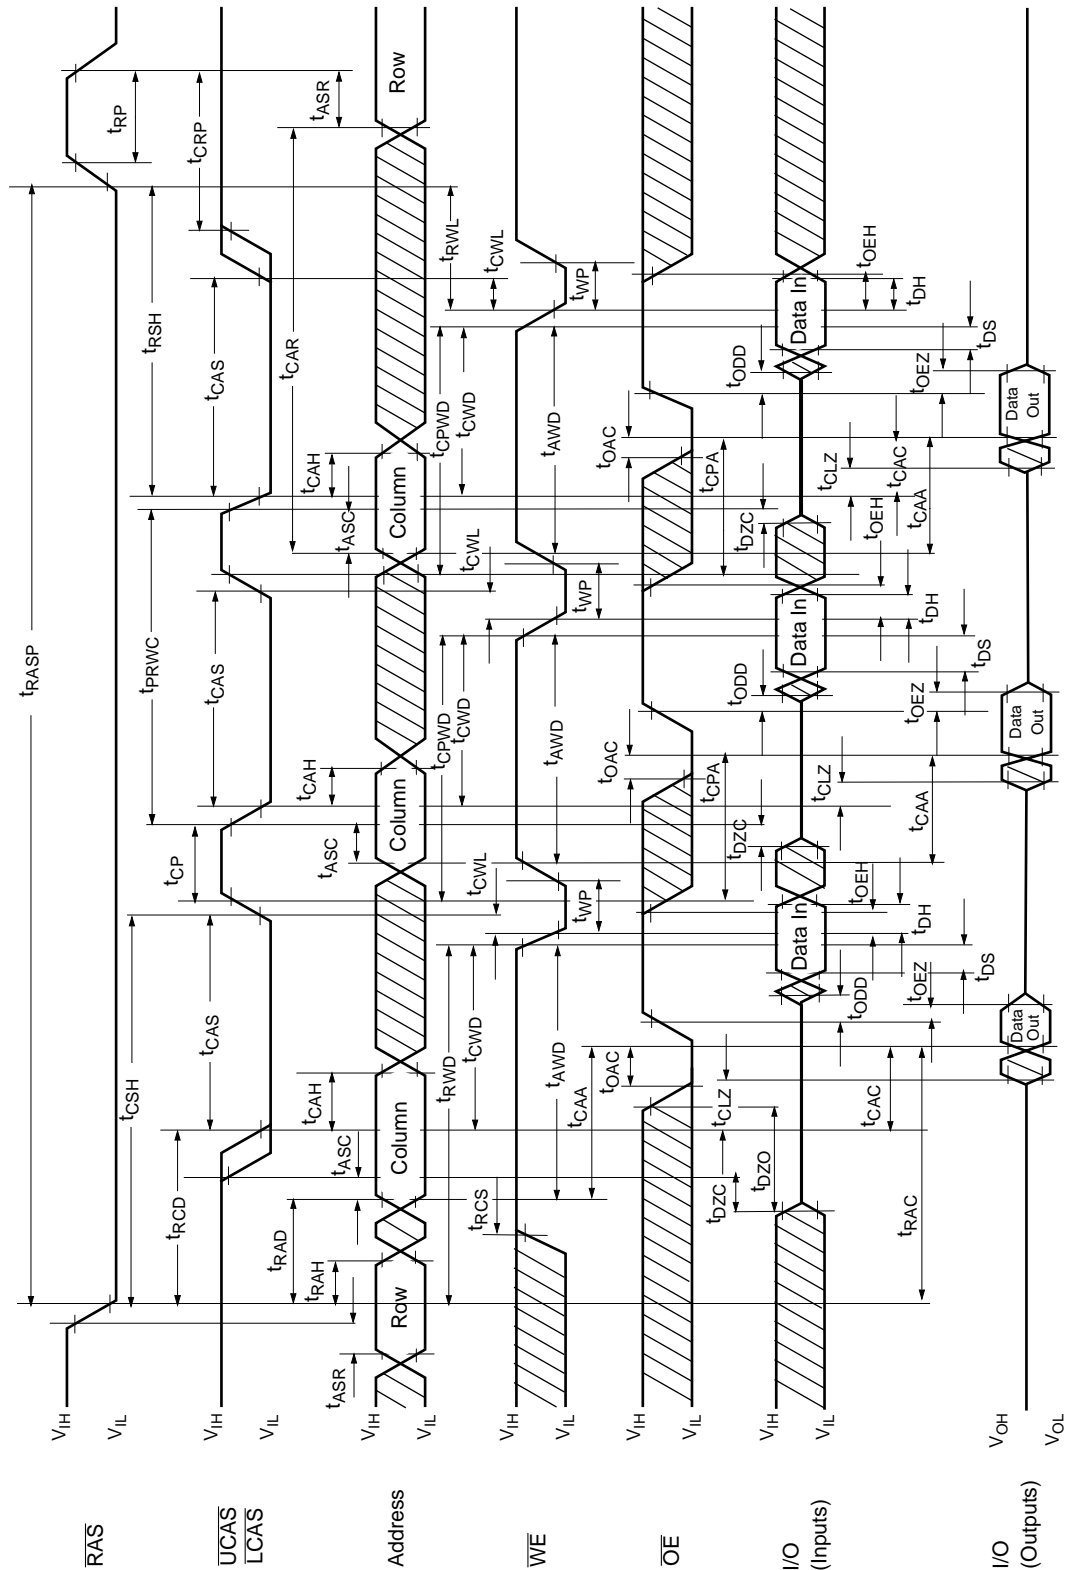 RAS
VIH
VIL
tRASP
tRP
UCAS
LCAS
VIH
VIL
tCSH
tPRWC
tRSH
tRCD
tCP
tCRP
tCAS
tCAS
tCAS
Address
VIH
VIL
tRAD
tCAR
tASR
tRAH
tASC
tCAH
tASC
tCAH
tASC
tCAH
tASR
Row
Column
Column
Column
Row
WE
VIH
VIL
tRWD
tCPWD
tCPWD
tRWL
tCWD
tCWD
tCWD
tRCS
tCWL
tCWL
tCWL
tAWD
tAWD
tAWD
tWP
tWP
tWP
OE
VIH
VIL
tCAA
tOAC
tOAC
tOAC
tCPA
tCPA
I/O
(Inputs)
VIH
VIL
tDZC
tCLZ
tDZC
tODD
tDZC
tODD
tDZO
Data In
Data In
Data In
tODD
tCLZ
tCLZ
tOEH
tOEH
tOEH
tCAC
tCAC
tRAC
tCAA
tCAA
tOEZ
tDH
tOEZ
tDH
tOEZ
tDH
tDS
tDS
tDS
I/O
(Outputs)
VOH
VOL
Data
Out
Data
Out
Data
Out